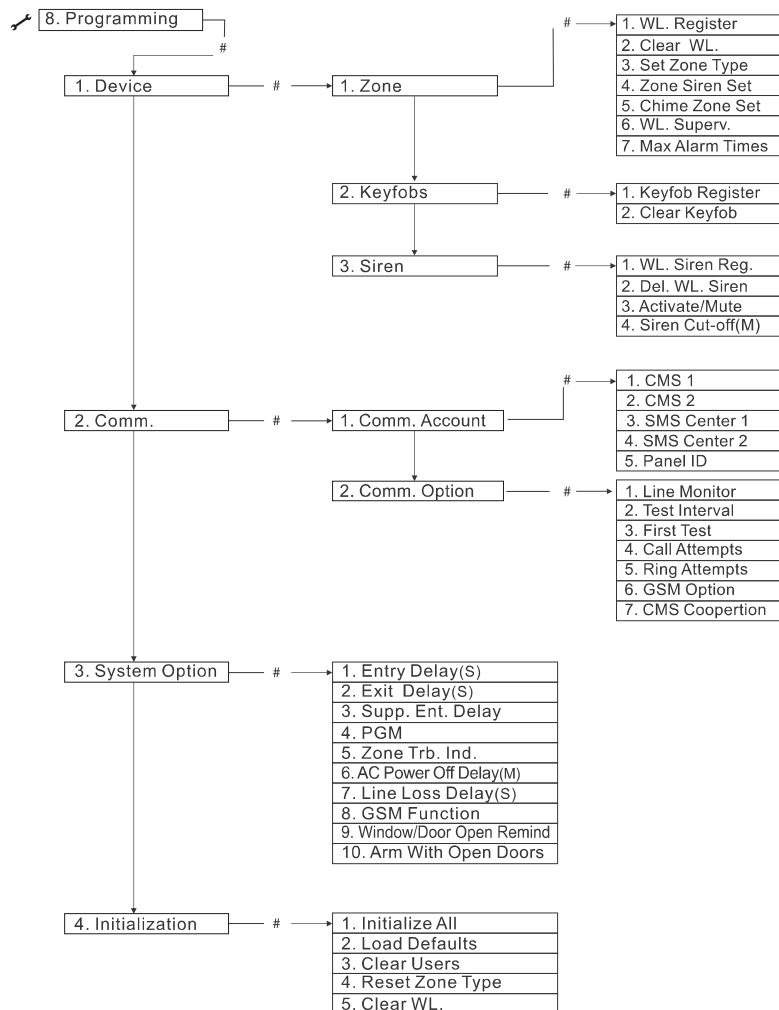 8. Programming
#
1. Device
#
1. Zone
#
1. WL. Register
2. Clear WL.
3. Set Zone Type
4. Zone Siren Set
5. Chime Zone Set
6. WL. Superv.
7. Max Alarm Times
2. Keyfobs
#
1. Keyfob Register
2. Clear Keyfob
3. Siren
#
1. WL. Siren Reg.
2. Del. WL. Siren
3. Activate/Mute
4. Siren Cut-off(M)
2. Comm.
#
1. Comm. Account
#
1. CMS 1
2. CMS 2
3. SMS Center 1
4. SMS Center 2
5. Panel ID
2. Comm. Option
#
1. Line Monitor
2. Test Interval
3. First Test
4. Call Attempts
5. Ring Attempts
6. GSM Option
7. CMS Coopertion
3. System Option
#
1. Entry Delay(S)
2. Exit Delay(S)
3. Supp. Ent. Delay
4. PGM
5. Zone Trb. Ind.
6. AC Power Off Delay(M)
7. Line Loss Delay(S)
8. GSM Function
9. Window/Door Open Remind
10. Arm With Open Doors
4. Initialization
#
1. Initialize All
2. Load Defaults
3. Clear Users
4. Reset Zone Type
5. Clear WL.